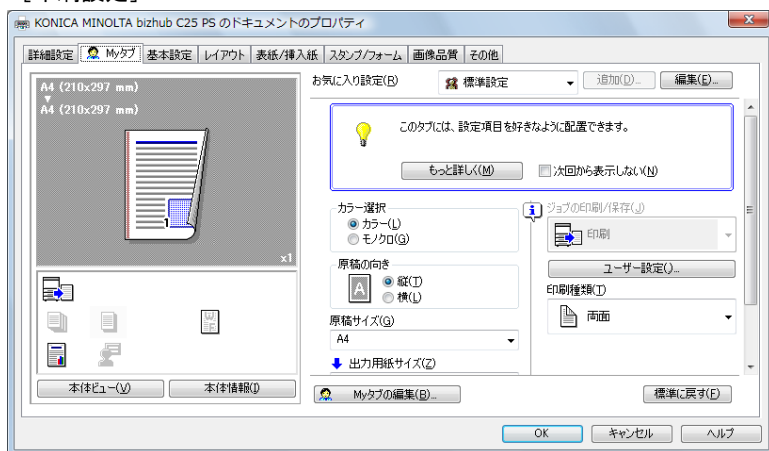 KONICA MINOLTA bizhub C25 PS のドキュメントのプロパティ
詳細設定 Myタブ 基本設定 レイアウト 表紙/挿入紙 スタンプ/フォーム 画像品質 その他
A4 (210x297 mm)
A4 (210x297 mm)
1
x1
本体ビュー(V) 本体情報(I)
お気に入り設定(R) 標準設定 追加(D)... 編集(E)...
このタブには、設定項目を好きなように配置できます。
もっと詳しく(M) 次回から表示しない(N)
カラー選択
カラー(L)
モノクロ(G)
原稿の向き
A
縦(T)
横(L)
原稿サイズ(G)
A4
出力用紙サイズ(Z)
ジョブの印刷/保存(J)
印刷
ユーザー設定()...
印刷種類(T)
両面
Myタブの編集(B)... 標準に戻す(F)
OK キャンセル ヘルプ